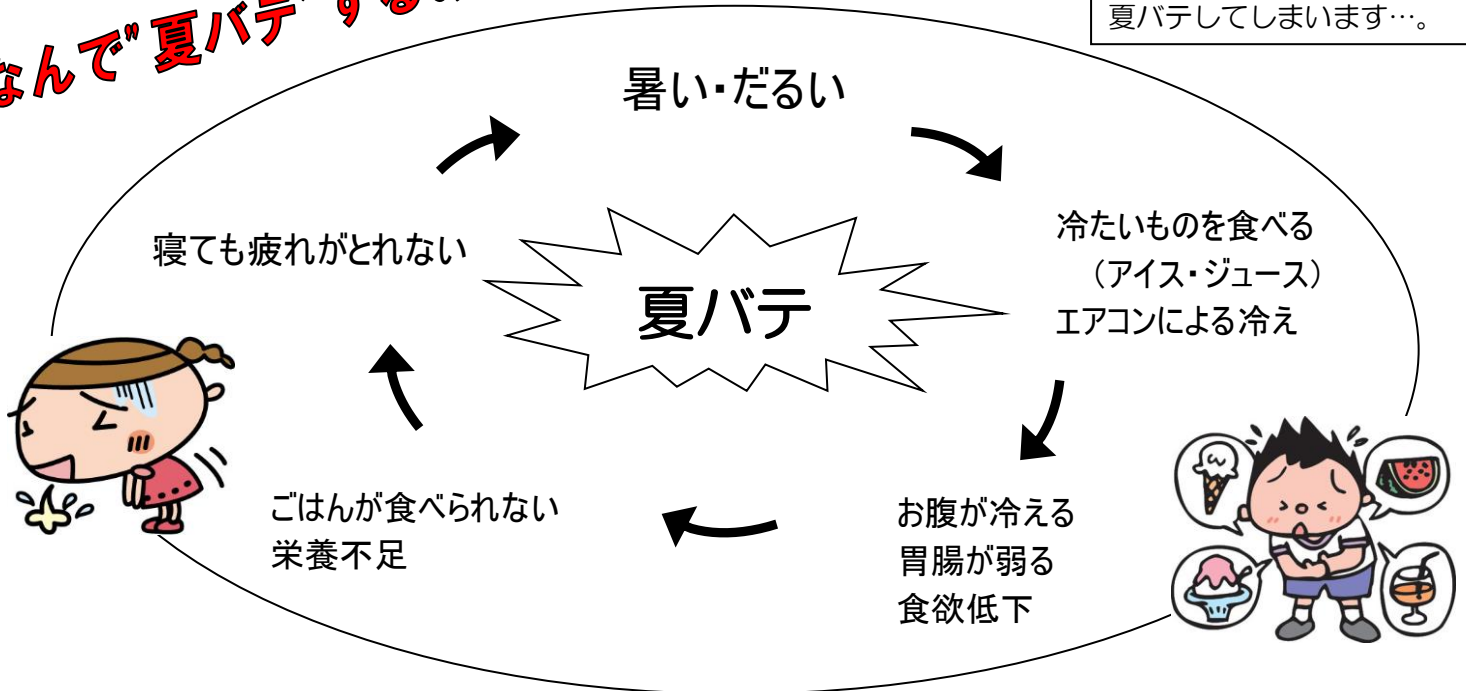 なんで"夏バテ"する
夏バテしてしまいます…。
暑い・だるい
冷たいものを食べる
（アイス・ジュース）
エアコンによる冷え
お腹が冷える
胃腸が弱る
食欲低下
ごはんが食べられない
栄養不足
寝ても疲れがとれない
夏バテ